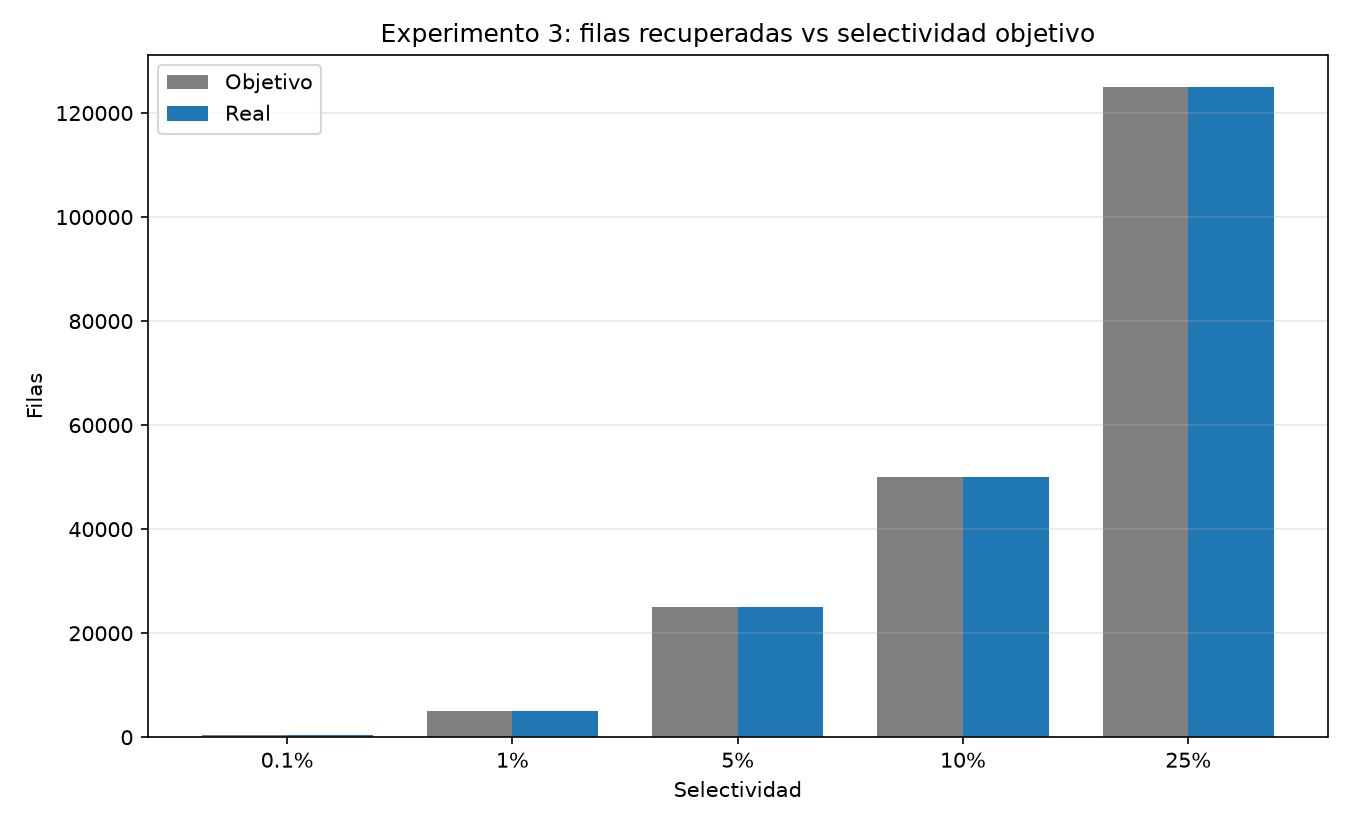 Experimento 3: filas recuperadas vs selectividad objetivo
Objetivo
Real
120000
100000
80000
60000
40000
20000
0
Filas
0.1%
1%
5%
10%
25%
Selectividad